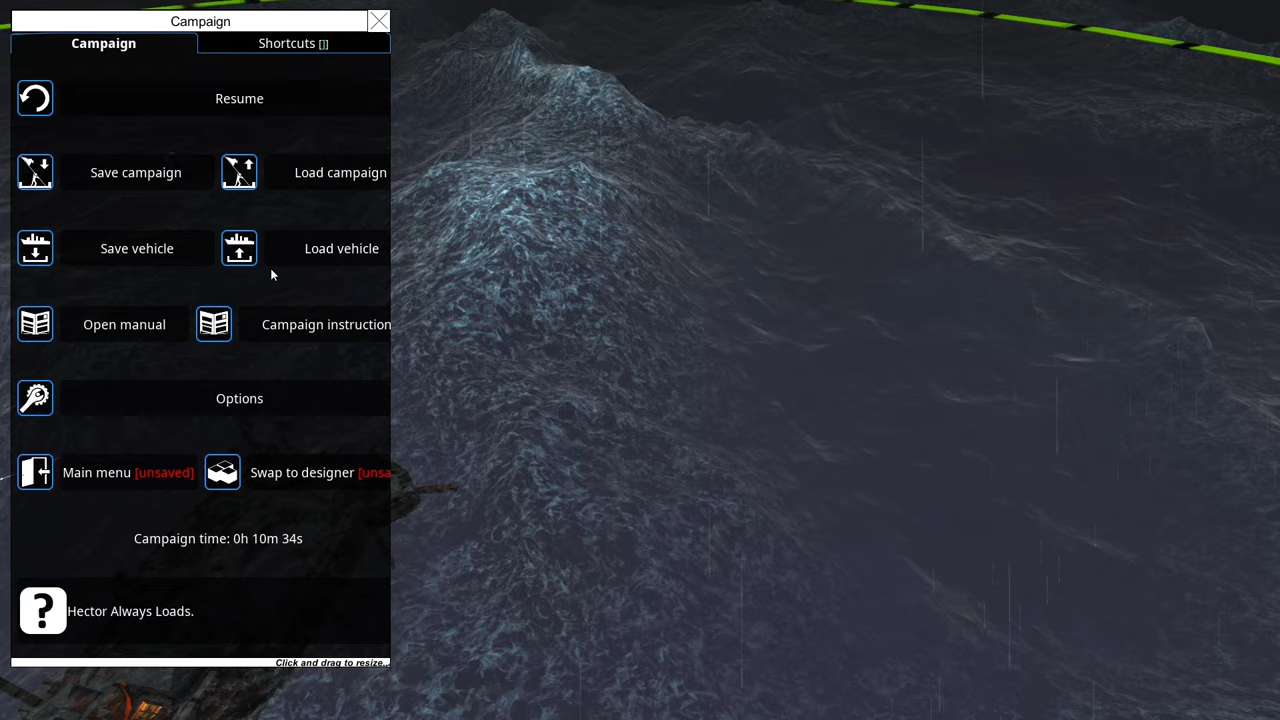 Campaign
Campaign
Shortcuts []]
Resume
Save campaign
Load campaign
Save vehicle
Load vehicle
Open manual
Campaign instruction
Options
Main menu [unsaved]
Swap to designer [unsa
Campaign time: 0h 10m 34s
? Hector Always Loads.
Click and drag to resize..